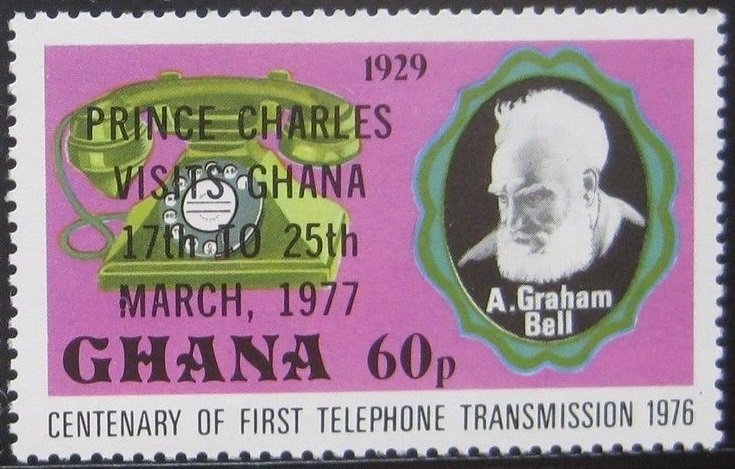 1929
PRINCE CHARLES
VISITS GHANA
17th TO 25th
MARCH, 1977
A. Graham
Bell
GHANA 60p
CENTENARY OF FIRST TELEPHONE TRANSMISSION 1976